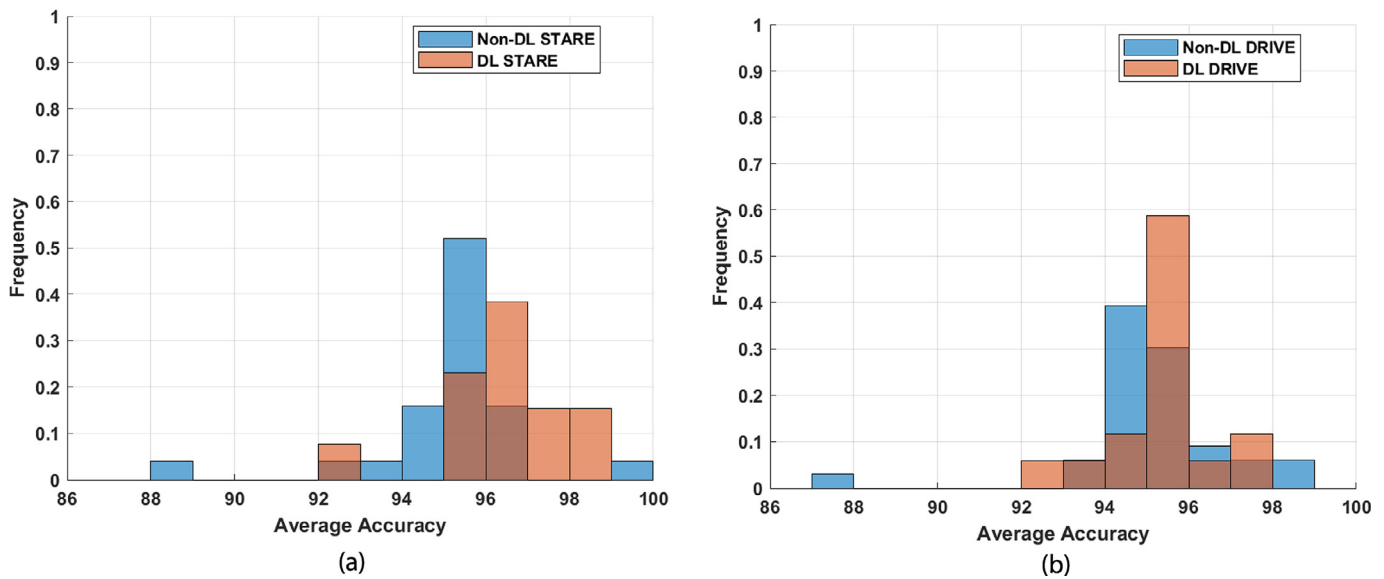 Non-DL STARE
DL STARE
1
0.9
0.8
0.7
0.6
0.5
0.4
0.3
0.2
0.1
0
Frequency
86 88 90 92 94 96 98 100
Average Accuracy
(a)
Non-DL DRIVE
DL DRIVE
1
0.9
0.8
0.7
0.6
0.5
0.4
0.3
0.2
0.1
0
Frequency
86 88 90 92 94 96 98 100
Average Accuracy
(b)